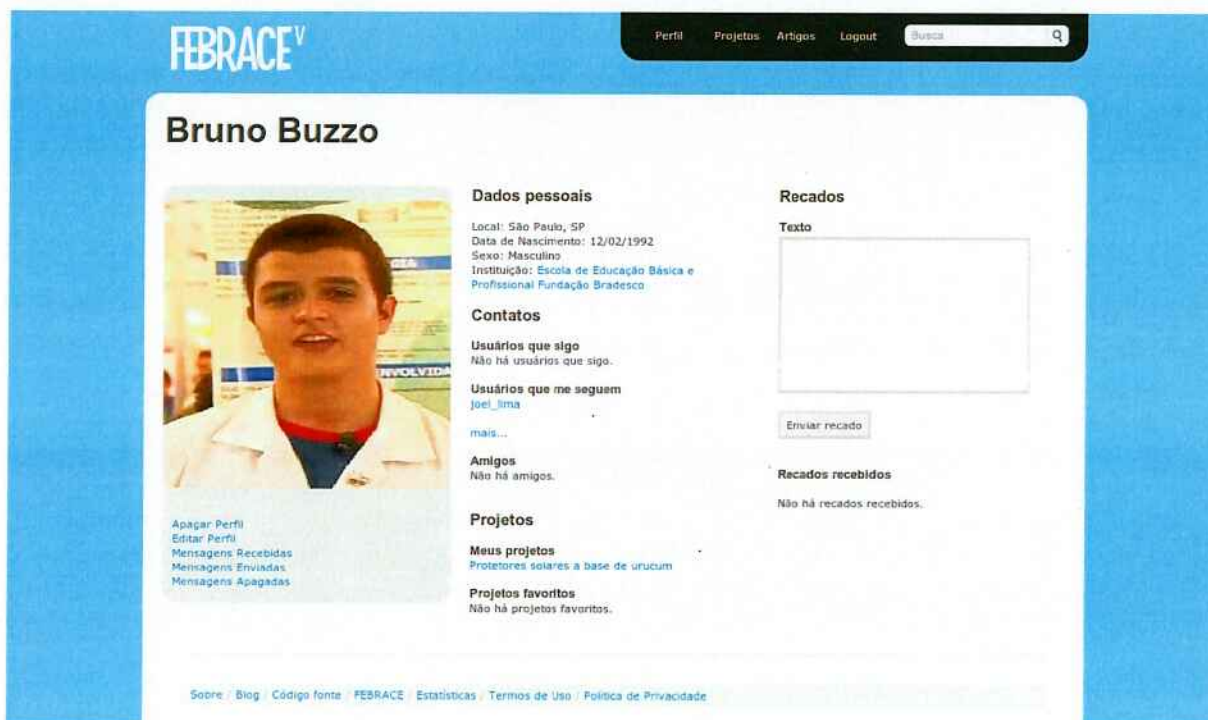 FEBRACE V
Perfil Projetos Artigos Logout Busca
Bruno Buzzo
ENVOLVIDA
Apagar Perfil
Editar Perfil
Mensagens Recebidas
Mensagens Enviadas
Mensagens Apagadas
Dados pessoais
Local: São Paulo, SP
Data de Nascimento: 12/02/1992
Sexo: Masculino
Instituição: Escola de Educação Básica e
Profissional Fundação Bradesco
Contatos
Usuários que sigo
Não há usuários que sigo.
Usuários que me seguem
joel_lima
mais...
Amigos
Não há amigos.
Projetos
Meus projetos
Protetores solares a base de urucum
Projetos favoritos
Não há projetos favoritos.
Recados
Texto
Enviar recado
Recados recebidos
Não há recados recebidos.
Sobre / Blog / Código fonte / FEBRACE / Estatísticas / Termos de Uso / Política de Privacidade